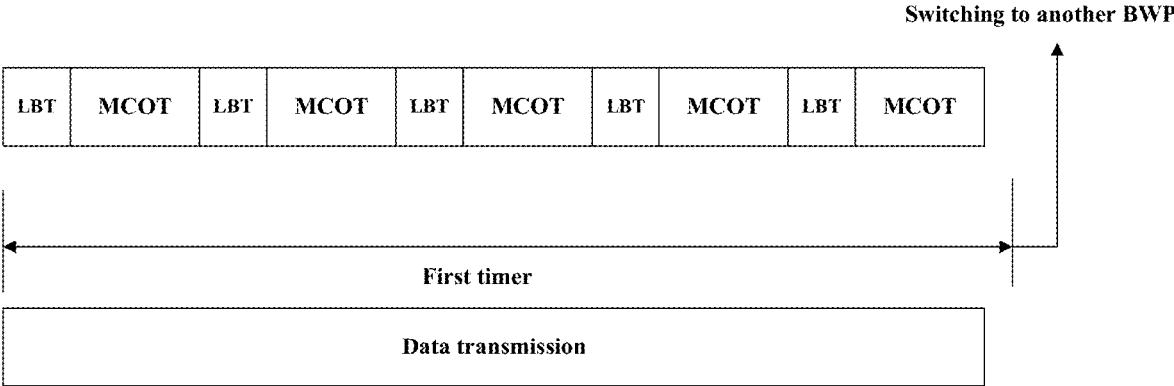 Switching to another BWP
LBT MCOT LBT MCOT LBT MCOT LBT MCOT LBT MCOT
First timer
Data transmission